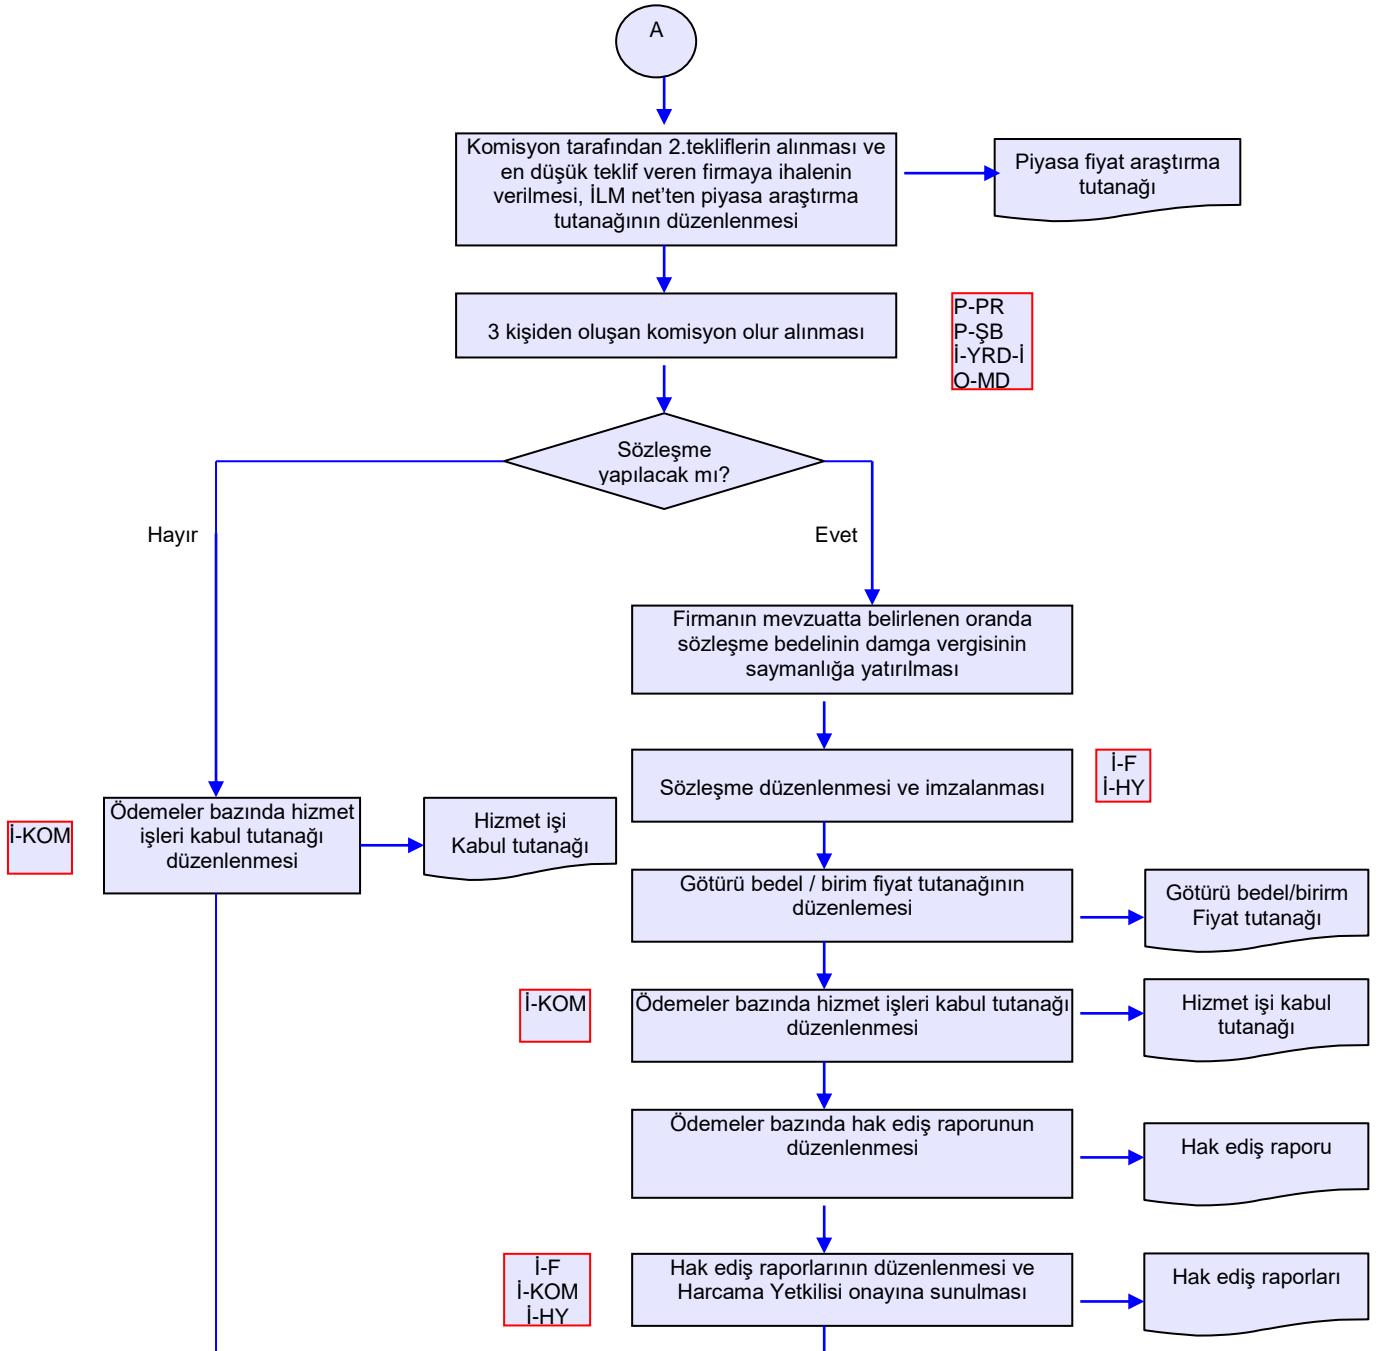 A
Komisyon tarafından 2.tekliflerin alınması ve
en düşük teklif veren firmaya ihalenin
verilmesi, İLM net’ten piyasa araştırma
tutanağının düzenlenmesi
Piyasa fiyat araştırma
tutanağı
3 kişiden oluşan komisyon olur alınması
P-PR
P-ŞB
İ-YRD-İ
O-MD
Sözleşme
yapılacak mı?
Hayır
Evet
Firmanın mevzuatta belirlenen oranda
sözleşme bedelinin damga vergisinin
saymanlığa yatırılması
Sözleşme düzenlenmesi ve imzalanması
İ-F
İ-HY
İ-KOM
Ödemeler bazında hizmet
işleri kabul tutanağı
düzenlenmesi
Hizmet işi
Kabul tutanağı
Götürü bedel / birim fiyat tutanağının
düzenlemesi
Götürü bedel/birirm
Fiyat tutanağı
İ-KOM
Ödemeler bazında hizmet işleri kabul tutanağı
düzenlenmesi
Hizmet işi kabul
tutanağı
Ödemeler bazında hak ediş raporunun
düzenlenmesi
Hak ediş raporu
İ-F
İ-KOM
İ-HY
Hak ediş raporlarının düzenlenmesi ve
Harcama Yetkilisi onayına sunulması
Hak ediş raporları